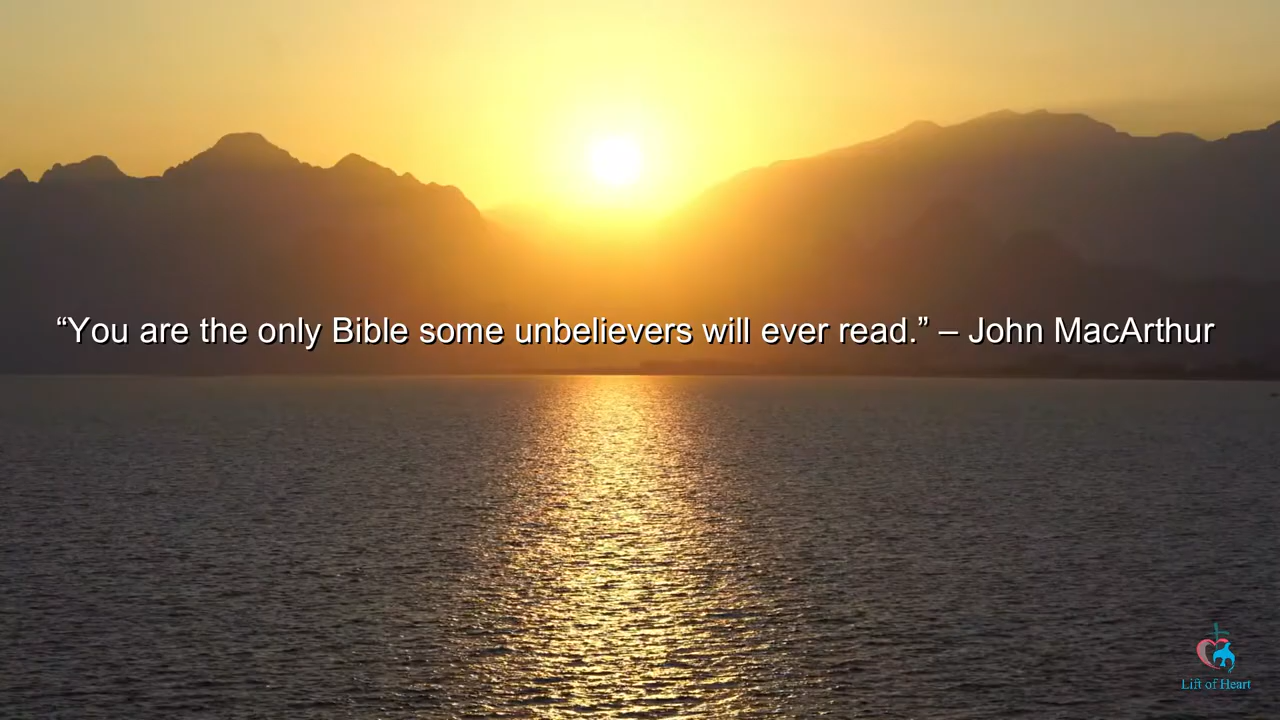 “You are the only Bible some unbelievers will ever read.” – John MacArthur
Lift of Heart